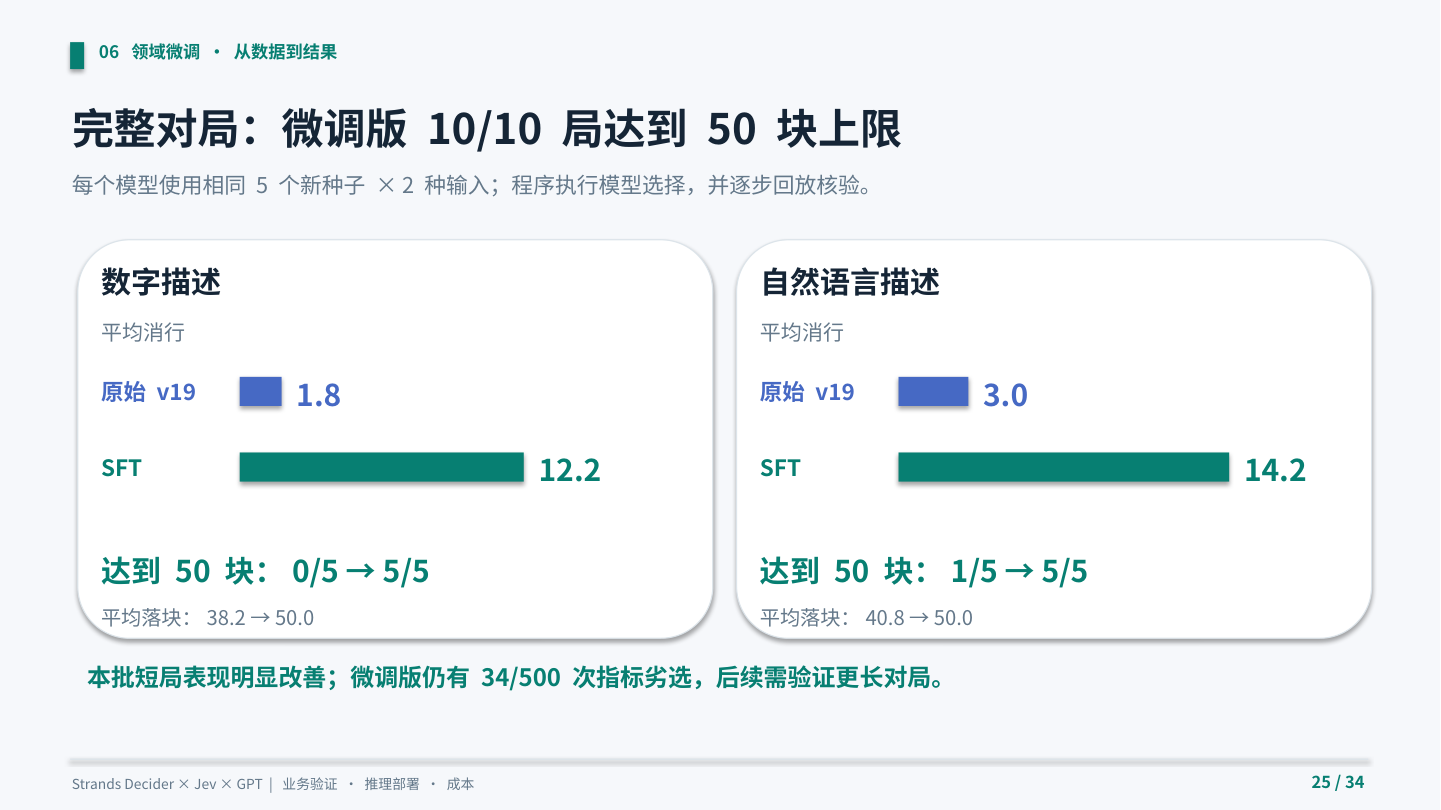 06 领域微调 · 从数据到结果
完整对局：微调版 10/10 局达到 50 块上限
每个模型使用相同 5 个新种子 × 2 种输入；程序执行模型选择，并逐步回放核验。
数字描述
平均消行
原始 v19
1.8
SFT
12.2
达到 50 块： 0/5 → 5/5
平均落块： 38.2 → 50.0
自然语言描述
平均消行
原始 v19
3.0
SFT
14.2
达到 50 块： 1/5 → 5/5
平均落块： 40.8 → 50.0
本批短局表现明显改善；微调版仍有 34/500 次指标劣选，后续需验证更长对局。
Strands Decider × Jev × GPT | 业务验证 · 推理部署 · 成本
25 / 34